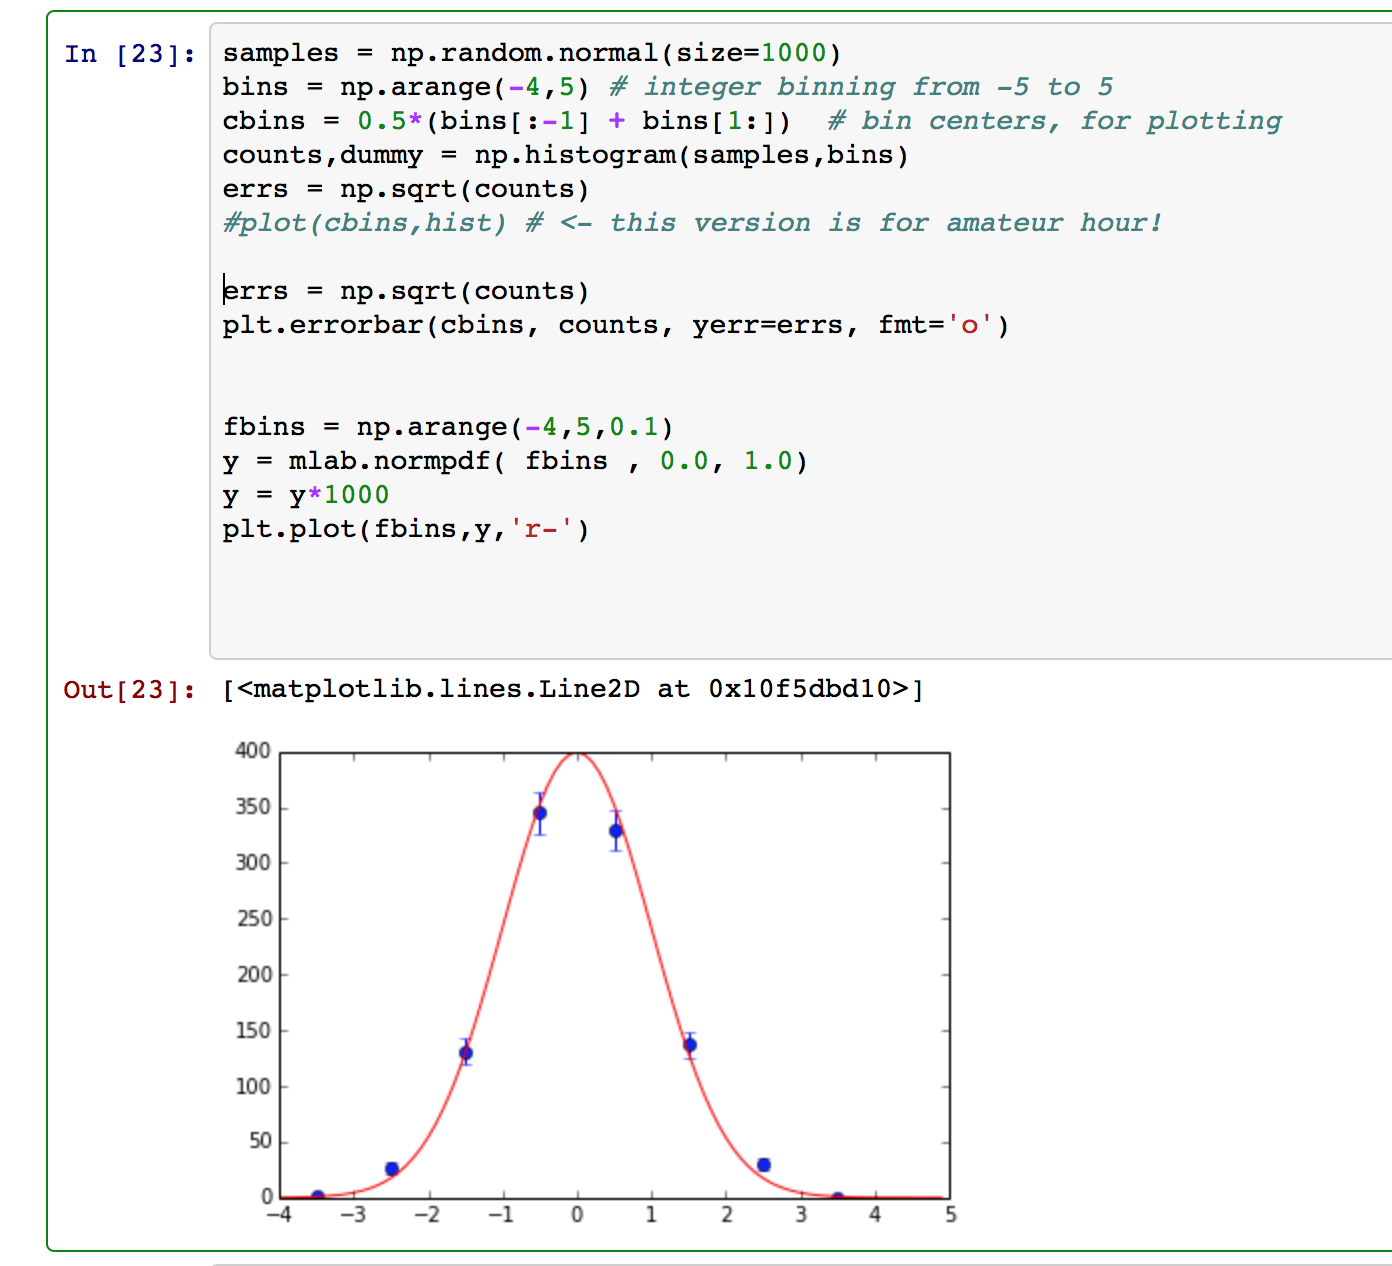 In [23]:
samples = np.random.normal(size=1000)
bins = np.arange(-4,5) # integer binning from -5 to 5
cbins = 0.5*(bins[:-1] + bins[1:])  # bin centers, for plotting
counts,dummy = np.histogram(samples,bins)
errs = np.sqrt(counts)
#plot(cbins,hist) # <- this version is for amateur hour!
errs = np.sqrt(counts)
plt.errorbar(cbins, counts, yerr=errs, fmt='o')
fbins = np.arange(-4,5,0.1)
y = mlab.normpdf( fbins , 0.0, 1.0)
y = y*1000
plt.plot(fbins,y,'r-')
Out[23]: [<matplotlib.lines.Line2D at 0x10f5dbd10>]
400
350
300
250
200
150
100
50
0
−4 −3 −2 −1 0 1 2 3 4 5